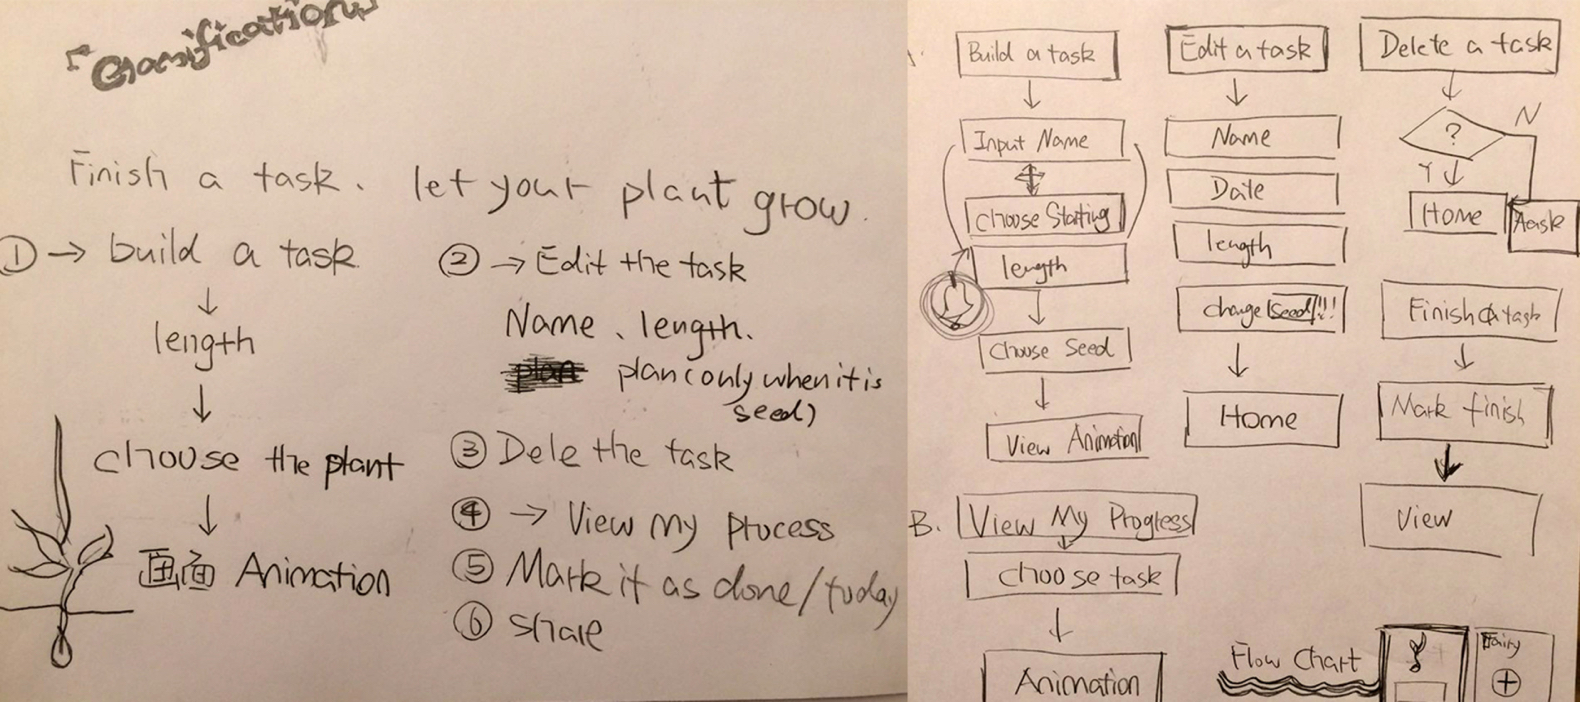 「Gamification」
Finish a task. let your plant grow.
① → build a task
↓
length
↓
choose the plant
↓
画面 Animation
② → Edit the task
Name、length.
plan (only when it is
seed)
③ Dele the task
④ → View my process
⑤ Mark it as done/today
⑥ share
Build a task
Input Name
Choose Starting
length
Choose Seed
View Animation
Edit a task
Name
Date
length
change seed!!!
Home
Delete a task
?
N
Y
Home
Finish a task
Mark finish
View
B. View My Progress
choose task
Animation
Flow Chart
Fairy
+